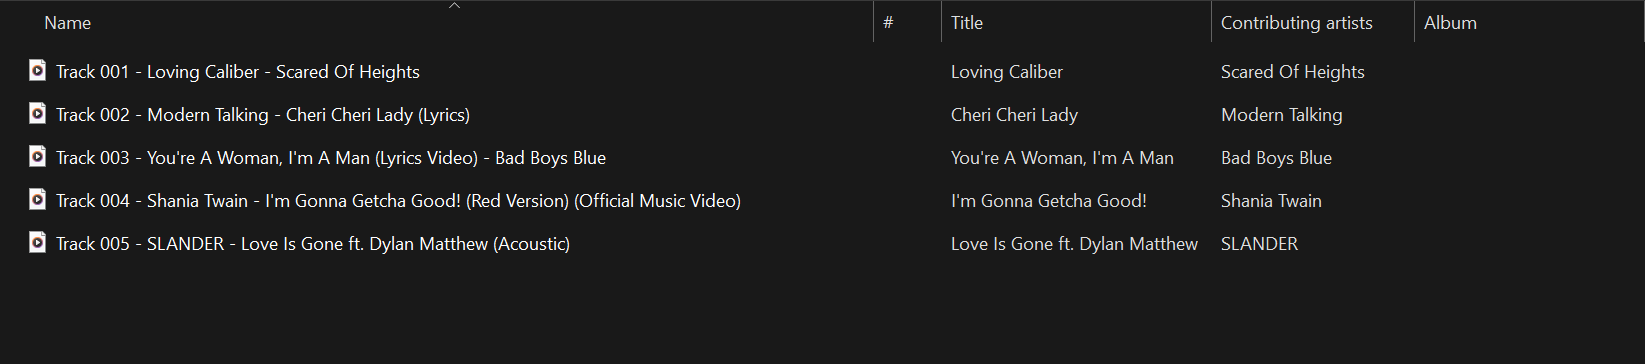 Name # Title Contributing artists Album
Track 001 - Loving Caliber - Scared Of Heights Loving Caliber Scared Of Heights
Track 002 - Modern Talking - Cheri Cheri Lady (Lyrics) Cheri Cheri Lady Modern Talking
Track 003 - You're A Woman, I'm A Man (Lyrics Video) - Bad Boys Blue You're A Woman, I'm A Man Bad Boys Blue
Track 004 - Shania Twain - I'm Gonna Getcha Good! (Red Version) (Official Music Video) I'm Gonna Getcha Good! Shania Twain
Track 005 - SLANDER - Love Is Gone ft. Dylan Matthew (Acoustic) Love Is Gone ft. Dylan Matthew SLANDER